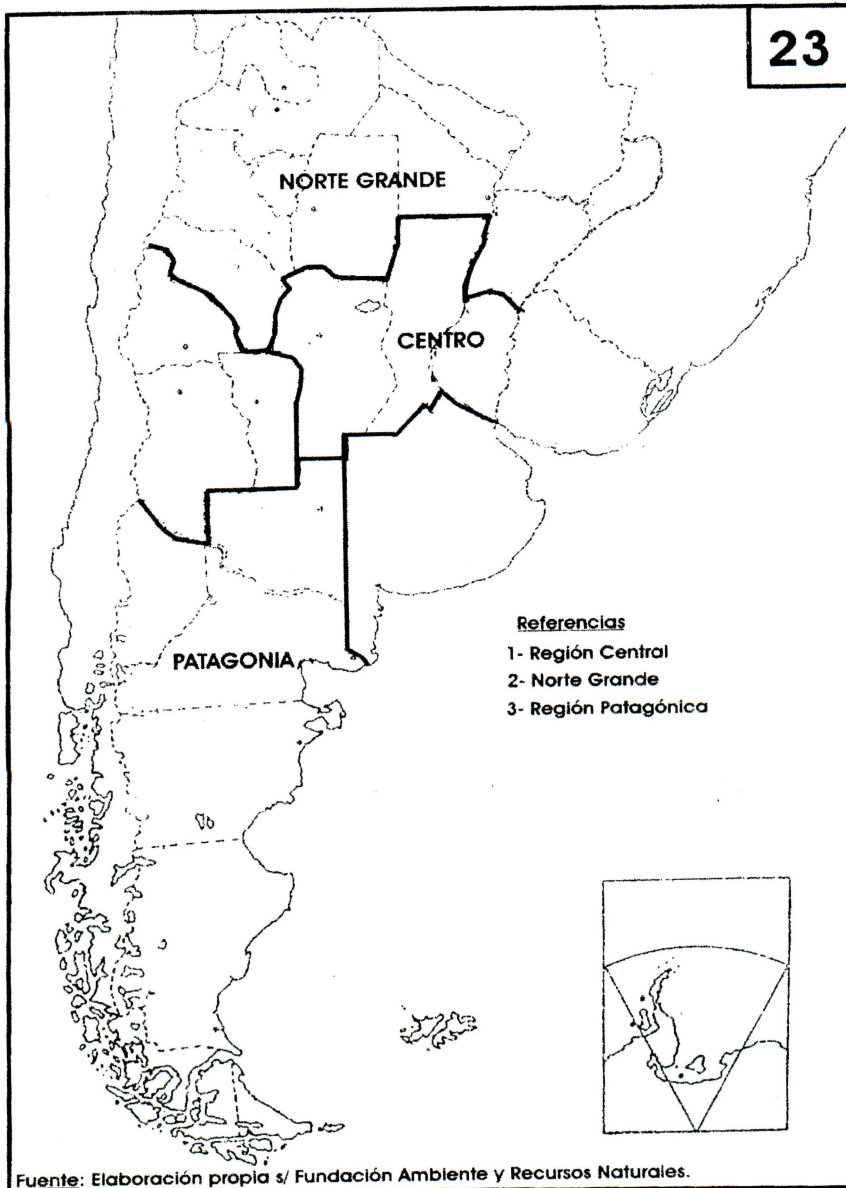 23
NORTE GRANDE
CENTRO
PATAGONIA
Referencias
1- Región Central
2- Norte Grande
3- Región Patagónica
Fuente: Elaboración propia s/ Fundación Ambiente y Recursos Naturales.